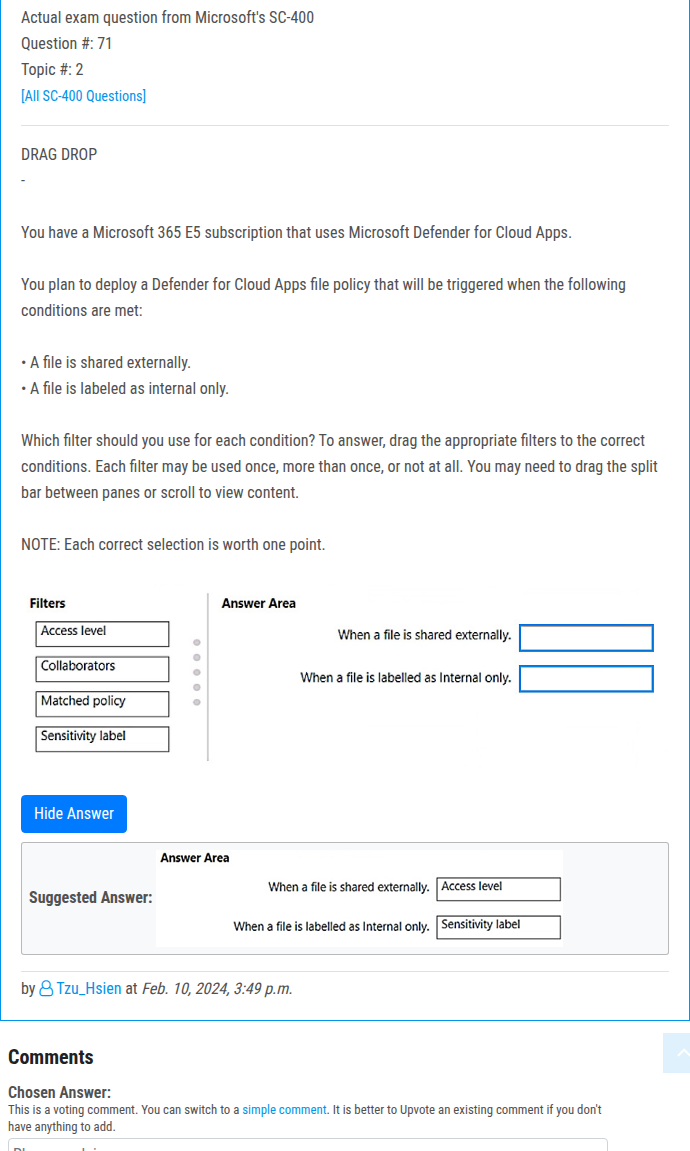 Actual exam question from Microsoft's SC-400
Question #: 71
Topic #: 2
[All SC-400 Questions]
DRAG DROP
-
You have a Microsoft 365 E5 subscription that uses Microsoft Defender for Cloud Apps.
You plan to deploy a Defender for Cloud Apps file policy that will be triggered when the following
conditions are met:
• A file is shared externally.
• A file is labeled as internal only.
Which filter should you use for each condition? To answer, drag the appropriate filters to the correct
conditions. Each filter may be used once, more than once, or not at all. You may need to drag the split
bar between panes or scroll to view content.
NOTE: Each correct selection is worth one point.
Filters
Access level
Collaborators
Matched policy
Sensitivity label
Answer Area
When a file is shared externally.
When a file is labelled as Internal only.
Hide Answer
Suggested Answer:
Answer Area
When a file is shared externally. Access level
When a file is labelled as Internal only. Sensitivity label
by Tzu_Hsien at Feb. 10, 2024, 3:49 p.m.
Comments
Chosen Answer:
This is a voting comment. You can switch to a simple comment. It is better to Upvote an existing comment if you don't
have anything to add.